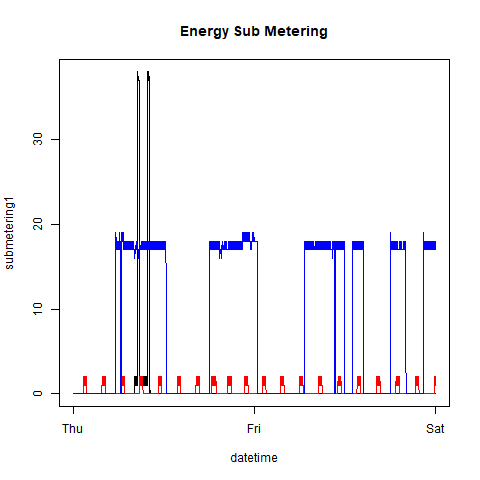 Energy Sub Metering
submetering1
30
20
10
0
Thu Fri Sat
datetime